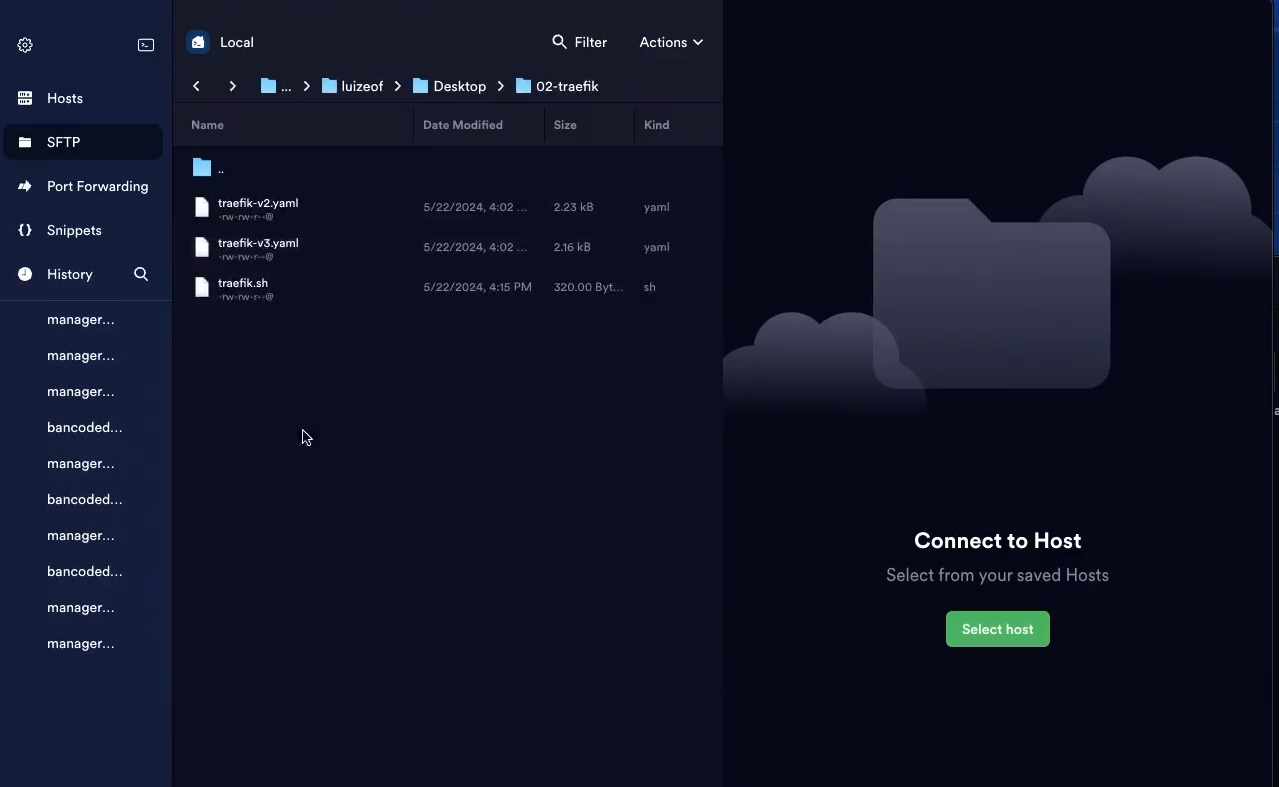 Local
Filter
Actions
Hosts
SFTP
Port Forwarding
Snippets
History
manager...
manager...
manager...
bancoded...
manager...
bancoded...
manager...
bancoded...
manager...
manager...
... luizeof Desktop 02-traefik
Name Date Modified Size Kind
..
traefik-v2.yaml 5/22/2024, 4:02 ... 2.23 kB yaml
-rw-rw-r--@
traefik-v3.yaml 5/22/2024, 4:02 ... 2.16 kB yaml
-rw-rw-r--@
traefik.sh 5/22/2024, 4:15 PM 320.00 Byt... sh
-rw-rw-r--@
Connect to Host
Select from your saved Hosts
Select host